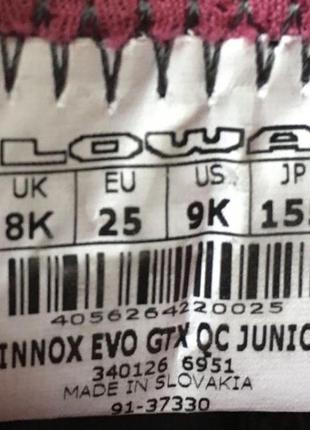 LOWA
UK EU US JP
8K 25 9K 15.
4056264220025
INNOX EVO GTX QC JUNIO
340126 6951
MADE IN SLOVAKIA
91-37330